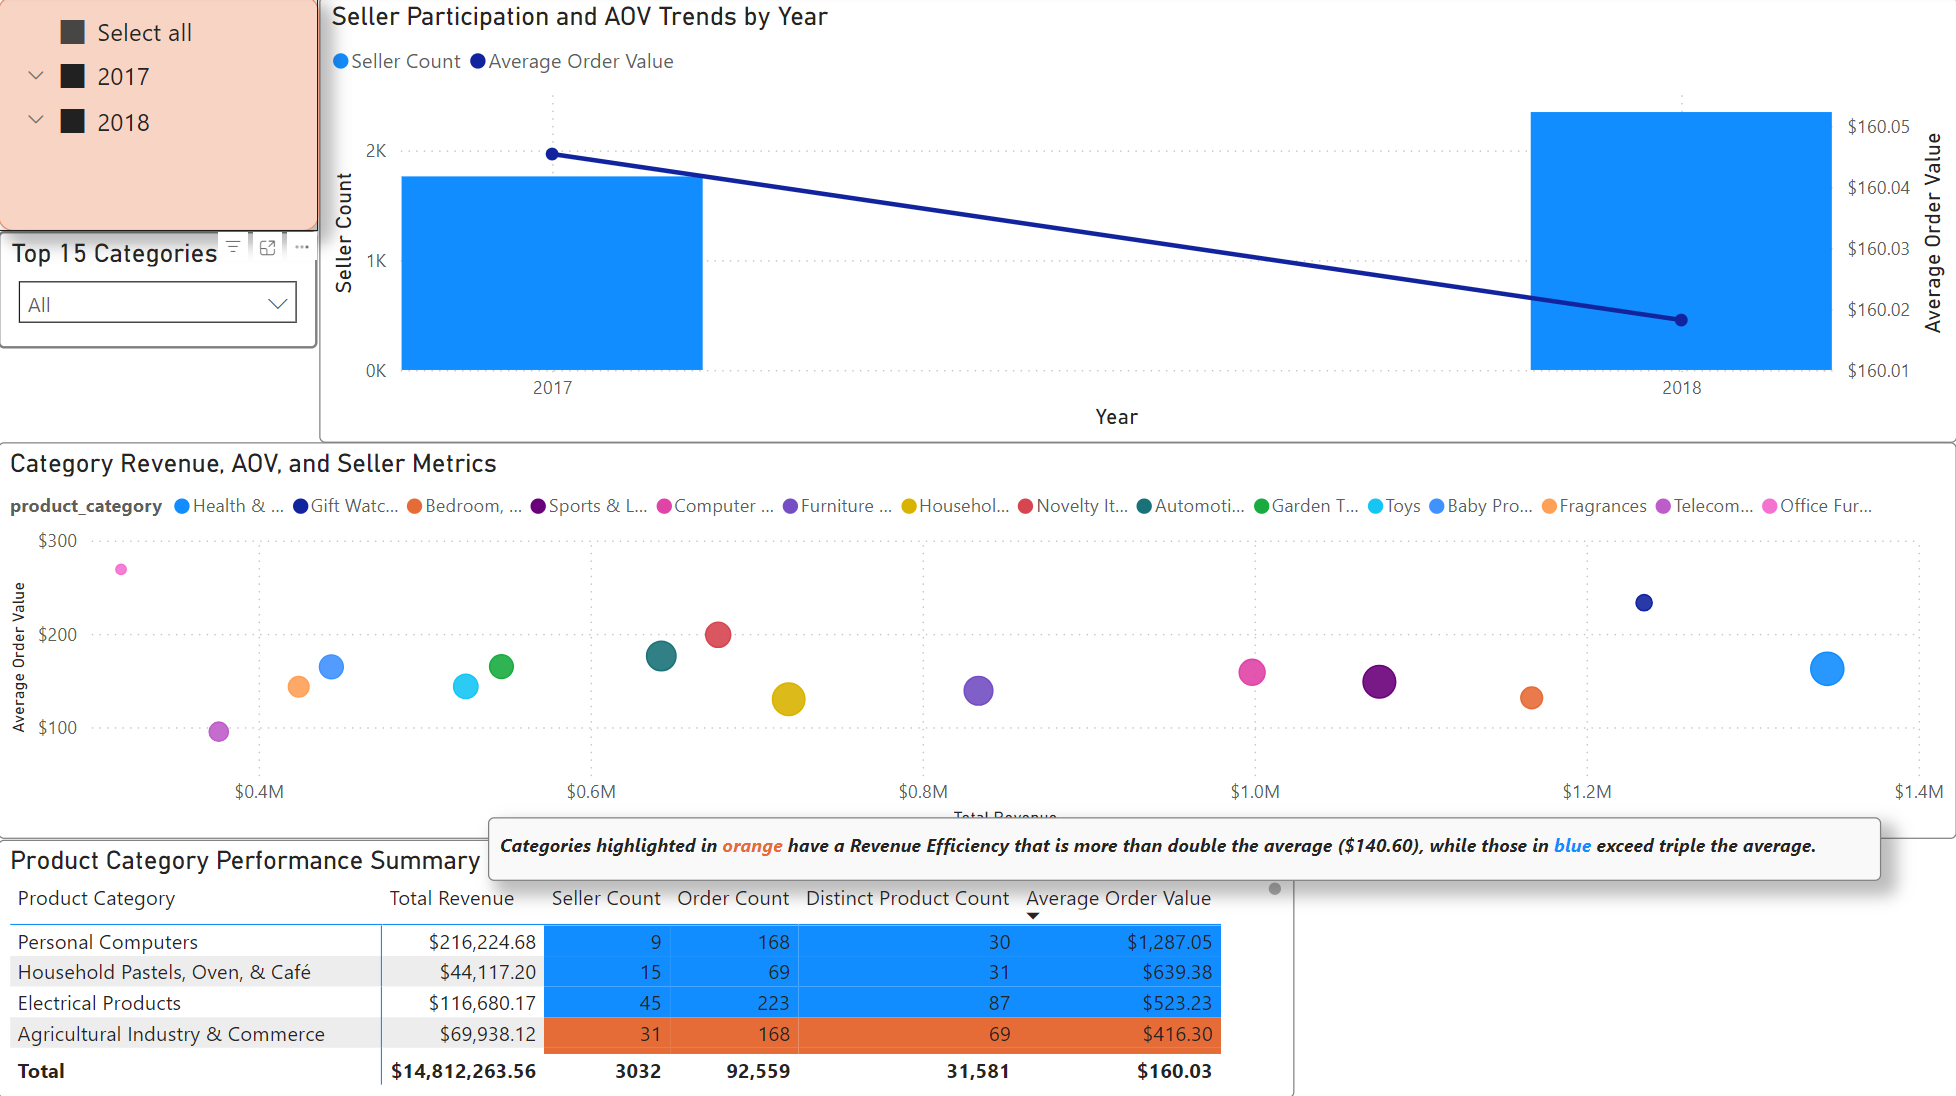 Select all
2017
2018
Top 15 Categories
All
Seller Participation and AOV Trends by Year
Seller Count Average Order Value
2K
1K
0K
Seller Count
$160.05
$160.04
$160.03
$160.02
$160.01
Average Order Value
2017 2018
Year
Category Revenue, AOV, and Seller Metrics
product_category Health & ... Gift Watc... Bedroom, ... Sports & L... Computer ... Furniture ... Househol... Novelty It... Automoti... Garden T... Toys Baby Pro... Fragrances Telecom... Office Fur...
$300
$200
$100
Average Order Value
$0.4M $0.6M $0.8M $1.0M $1.2M $1.4M
Total Revenue
Categories highlighted in orange have a Revenue Efficiency that is more than double the average ($140.60), while those in blue exceed triple the average.
Product Category Performance Summary
Product Category Total Revenue Seller Count Order Count Distinct Product Count Average Order Value
Personal Computers $216,224.68 9 168 30 $1,287.05
Household Pastels, Oven, & Café $44,117.20 15 69 31 $639.38
Electrical Products $116,680.17 45 223 87 $523.23
Agricultural Industry & Commerce $69,938.12 31 168 69 $416.30
Total $14,812,263.56 3032 92,559 31,581 $160.03